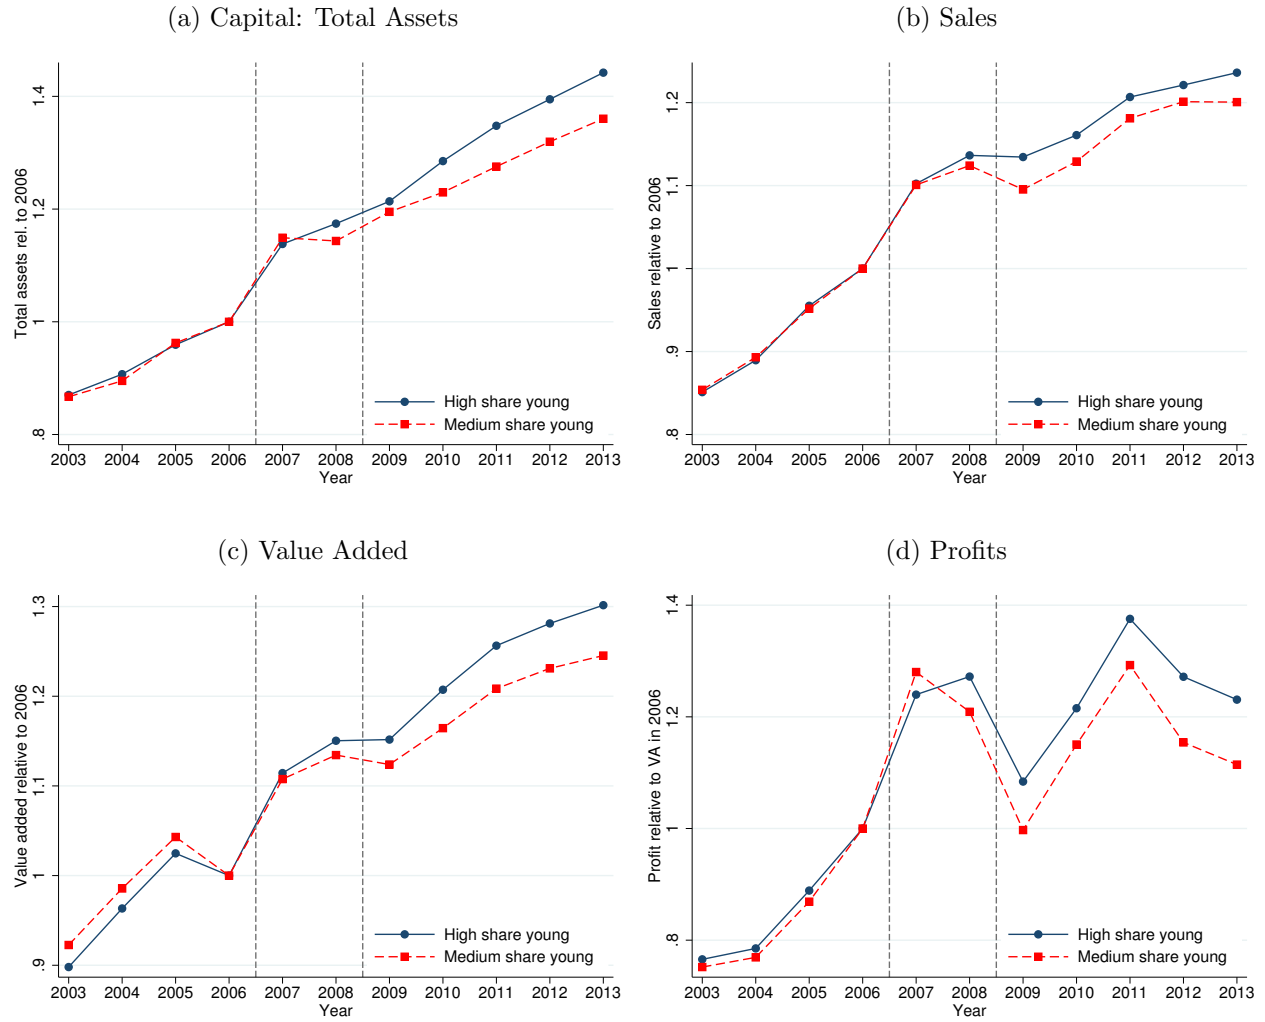 (a) Capital: Total Assets
Total assets rel. to 2006
.8
1
1.2
1.4
2003 2004 2005 2006 2007 2008 2009 2010 2011 2012 2013
Year
High share young
Medium share young
(b) Sales
Sales relative to 2006
.8
.9
1
1.1
1.2
2003 2004 2005 2006 2007 2008 2009 2010 2011 2012 2013
Year
High share young
Medium share young
(c) Value Added
Value added relative to 2006
.9
1
1.1
1.2
1.3
2003 2004 2005 2006 2007 2008 2009 2010 2011 2012 2013
Year
High share young
Medium share young
(d) Profits
Profit relative to VA in 2006
.8
1
1.2
1.4
2003 2004 2005 2006 2007 2008 2009 2010 2011 2012 2013
Year
High share young
Medium share young